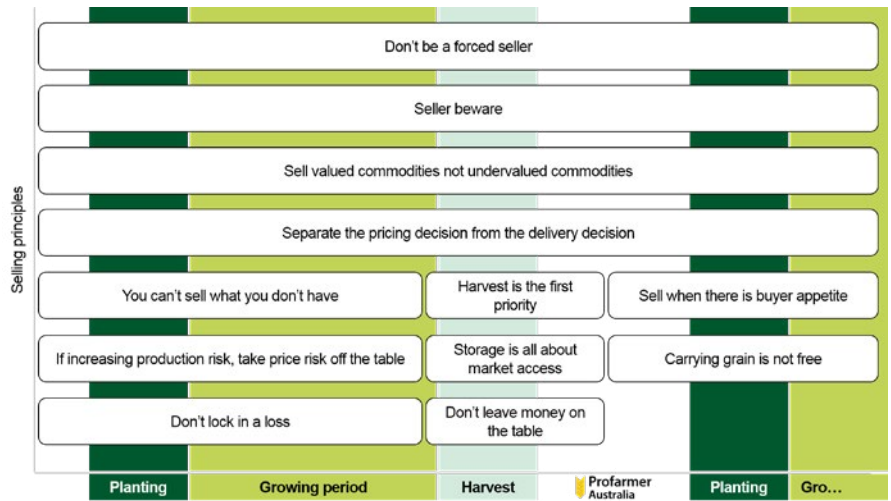 Selling principles
Don't be a forced seller
Seller beware
Sell valued commodities not undervalued commodities
Separate the pricing decision from the delivery decision
You can't sell what you don't have
Harvest is the first
priority
Sell when there is buyer appetite
If increasing production risk, take price risk off the table
Storage is all about
market access
Carrying grain is not free
Don't lock in a loss
Don't leave money on
the table
Planting
Growing period
Harvest
Profarmer
Australia
Planting
Gro…